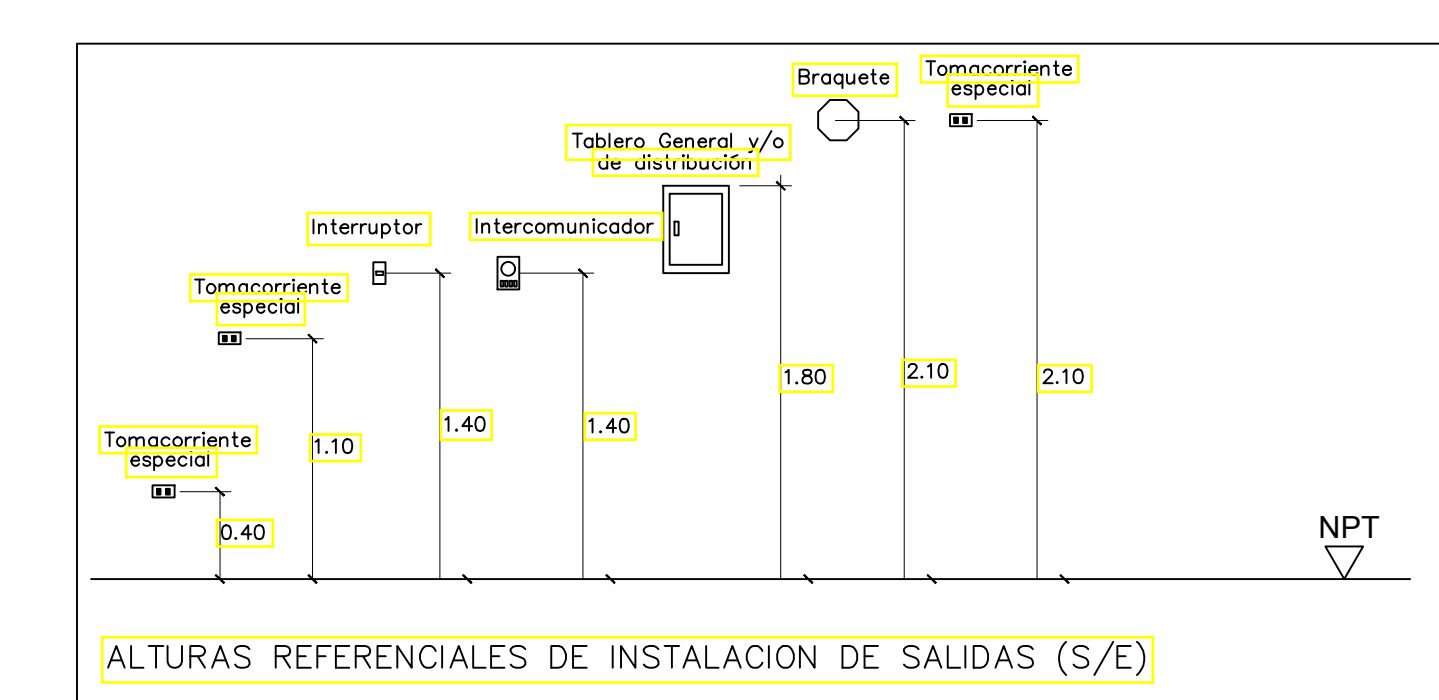 Braquete
Tomacorriente
especial
Tablero General y/o
de distribución
Interruptor
Intercomunicador
Tomacorriente
especial
1.80
2.10
2.10
1.40
1.40
Tomacorriente
especial
1.10
0.40
NPT
ALTURAS REFERENCIALES DE INSTALACION DE SALIDAS (S/E)